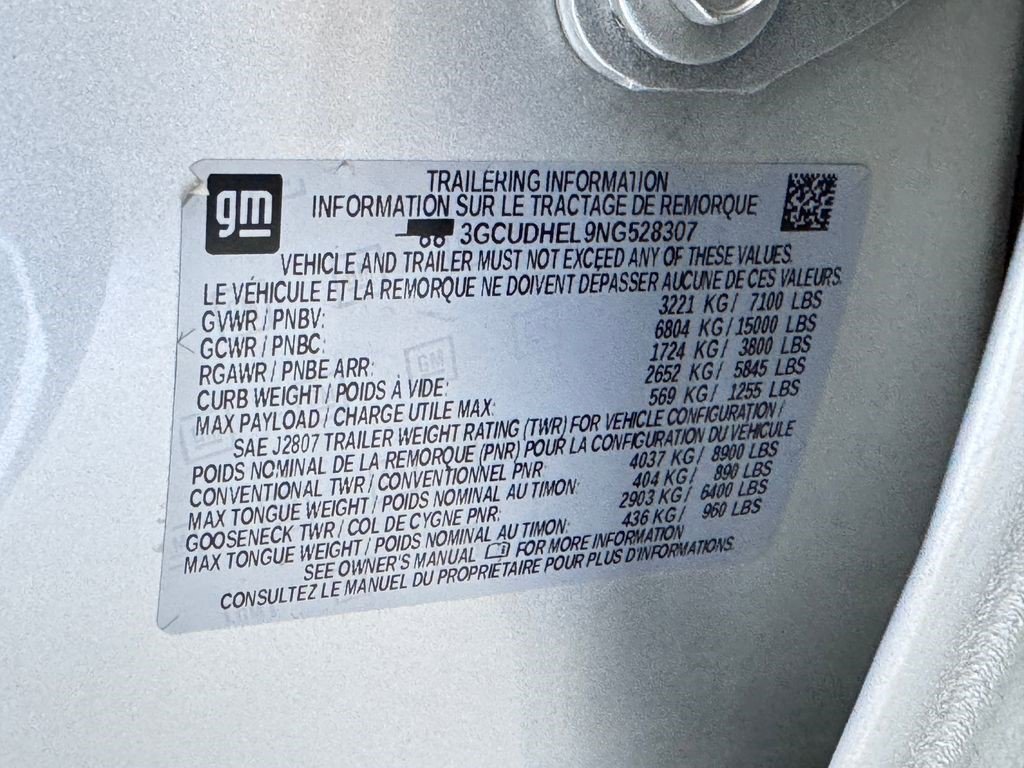 gm
TRAILERING INFORMATION
INFORMATION SUR LE TRACTAGE DE REMORQUE
3GCUDHEL9NG528307
VEHICLE AND TRAILER MUST NOT EXCEED ANY OF THESE VALUES.
LE VÉHICULE ET LA REMORQUE NE DOIVENT DÉPASSER AUCUNE DE CES VALEURS.
GVWR / PNBV: 3221 KG / 7100 LBS
GCWR / PNBC: 6804 KG / 15000 LBS
RGAWR / PNBE ARR: 1724 KG / 3800 LBS
CURB WEIGHT / POIDS À VIDE: 2652 KG / 5845 LBS
MAX PAYLOAD / CHARGE UTILE MAX: 569 KG / 1255 LBS
SAE J2807 TRAILER WEIGHT RATING (TWR) FOR VEHICLE CONFIGURATION /
POIDS NOMINAL DE LA REMORQUE (PNR) POUR LA CONFIGURATION DU VÉHICULE
CONVENTIONAL TWR / CONVENTIONNEL PNR: 4037 KG / 8900 LBS
MAX TONGUE WEIGHT / POIDS NOMINAL AU TIMON: 404 KG / 890 LBS
GOOSENECK TWR / COL DE CYGNE PNR: 2903 KG / 6400 LBS
MAX TONGUE WEIGHT / POIDS NOMINAL AU TIMON: 436 KG / 960 LBS
SEE OWNER'S MANUAL FOR MORE INFORMATION
CONSULTEZ LE MANUEL DU PROPRIÉTAIRE POUR PLUS D'INFORMATIONS.